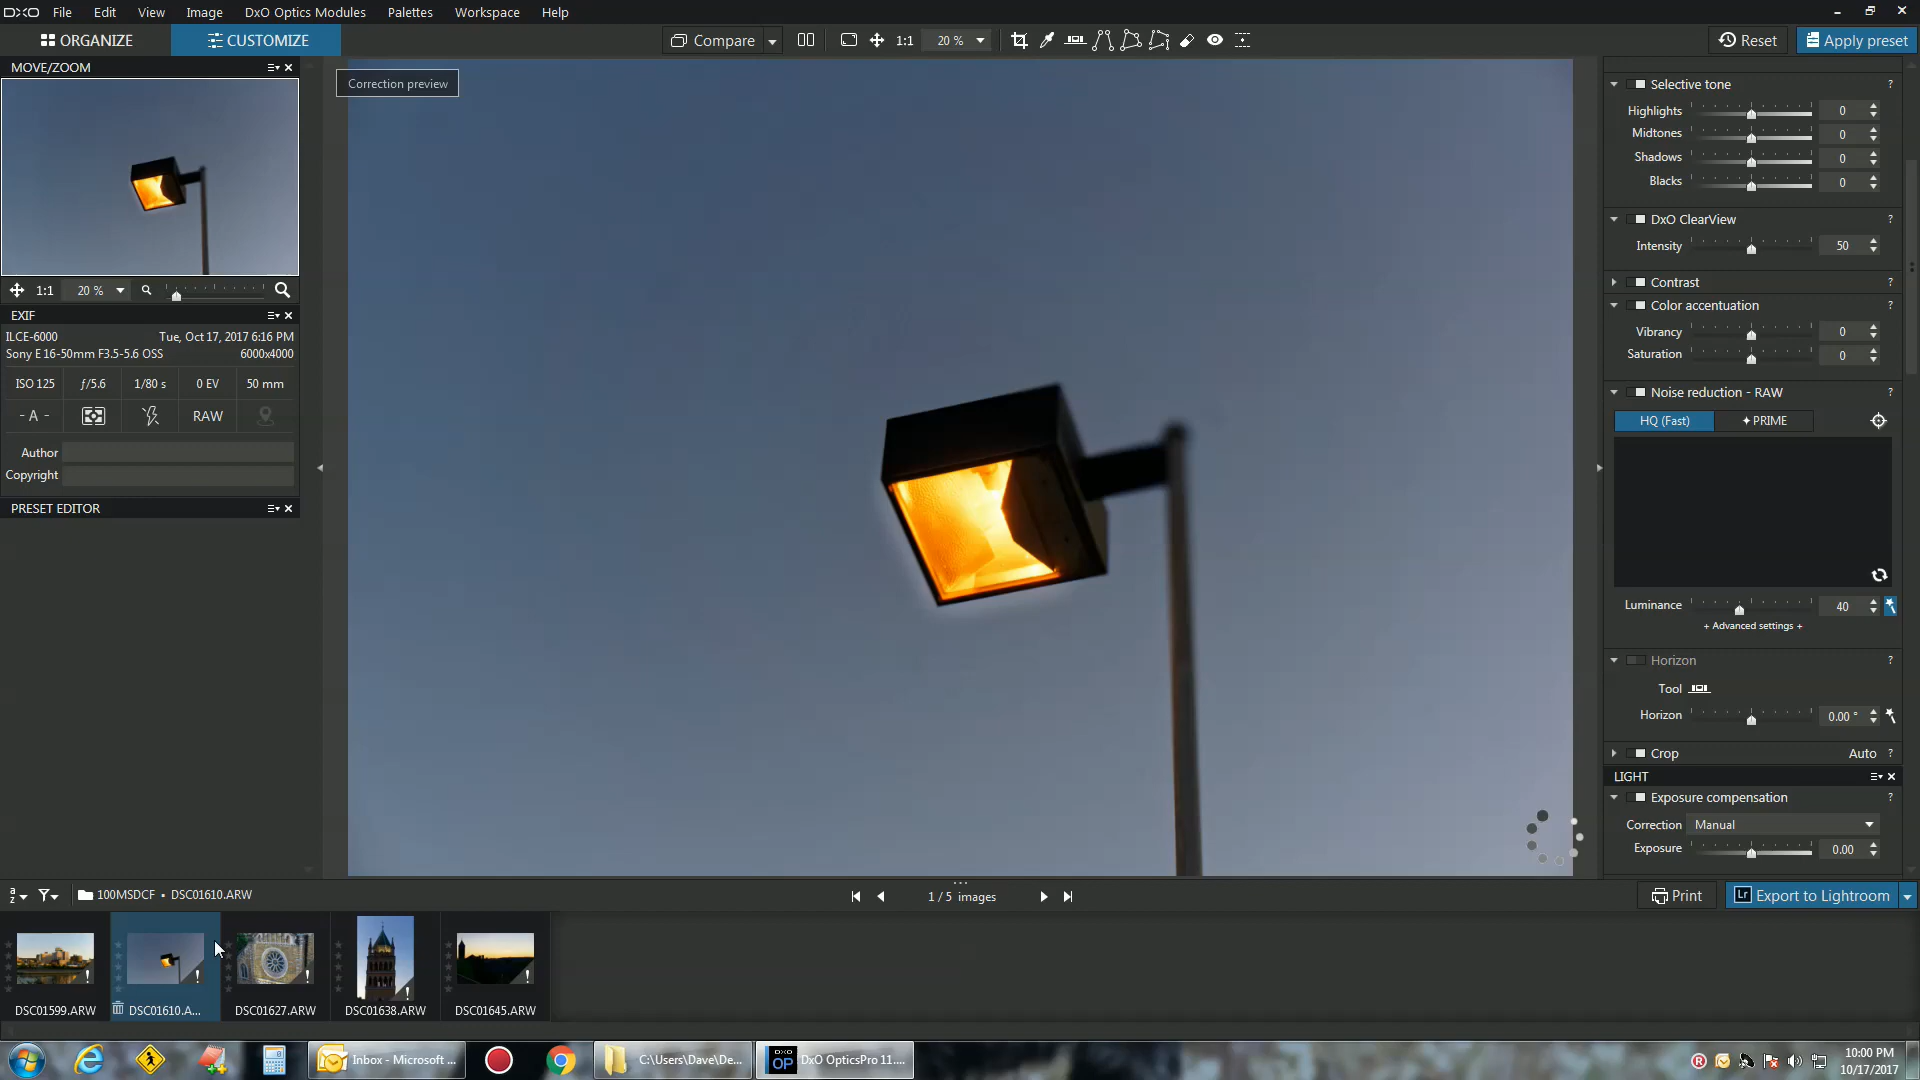 DXO File Edit View Image DxO Optics Modules Palettes Workspace Help
ORGANIZE CUSTOMIZE Compare 1:1 20 % Reset Apply preset
MOVE/ZOOM
Correction preview
1:1 20 %
EXIF
ILCE-6000 Tue, Oct 17, 2017 6:16 PM
Sony E 16-50mm F3.5-5.6 OSS 6000x4000
ISO 125 ƒ/5.6 1/80 s 0 EV 50 mm
- A - RAW
Author
Copyright
PRESET EDITOR
Selective tone ?
Highlights 0
Midtones 0
Shadows 0
Blacks 0
DxO ClearView ?
Intensity 50
Contrast ?
Color accentuation ?
Vibrancy 0
Saturation 0
Noise reduction - RAW ?
HQ (Fast) PRIME
Luminance 40
+ Advanced settings +
Horizon ?
Tool
Horizon 0.00 °
Crop Auto ?
LIGHT
Exposure compensation ?
Correction Manual
Exposure 0.00
a z 100MSDCF • DSC01610.ARW 1 / 5 images Print Lr Export to Lightroom
DSC01599.ARW DSC01610.A... DSC01627.ARW DSC01638.ARW DSC01645.ARW
Inbox - Microsoft ... C:\Users\Dave\De... DXO OP DxO OpticsPro 11....
10:00 PM
10/17/2017